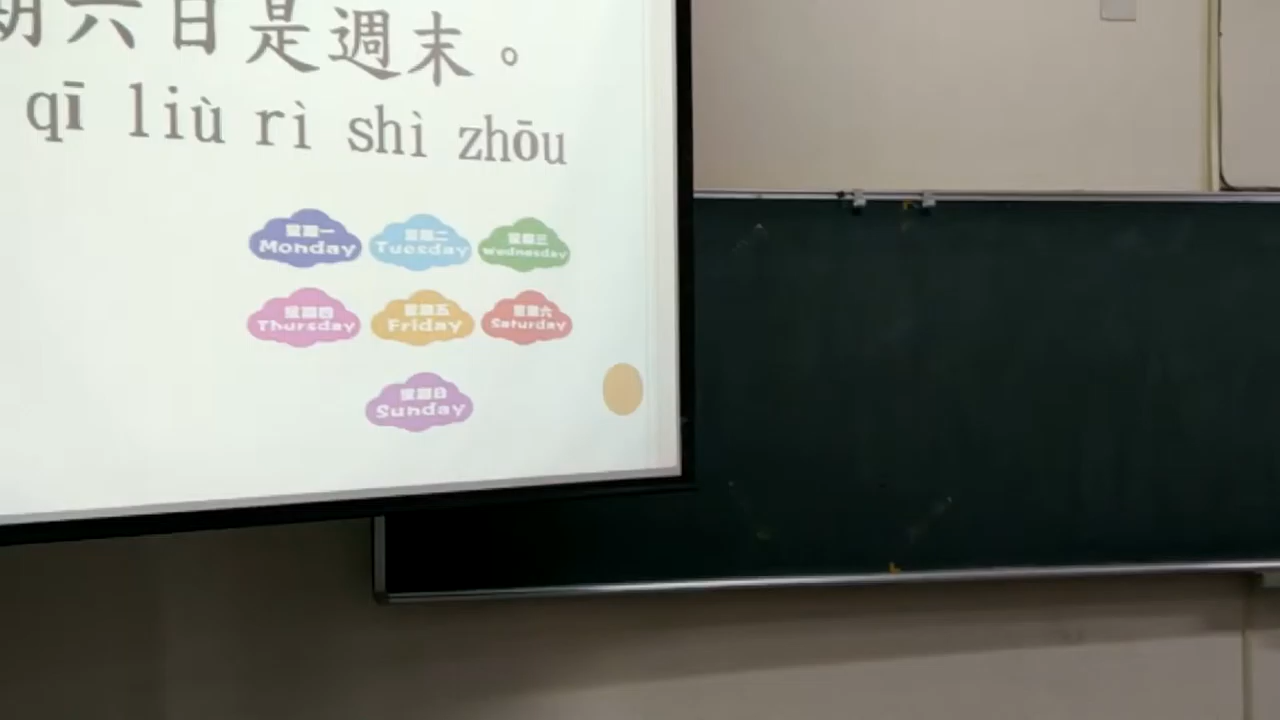 期六日是週末。
qī liù rì shì zhōu
星期一
Monday
星期二
Tuesday
星期三
Wednesday
星期四
Thursday
星期五
Friday
星期六
Saturday
星期日
Sunday